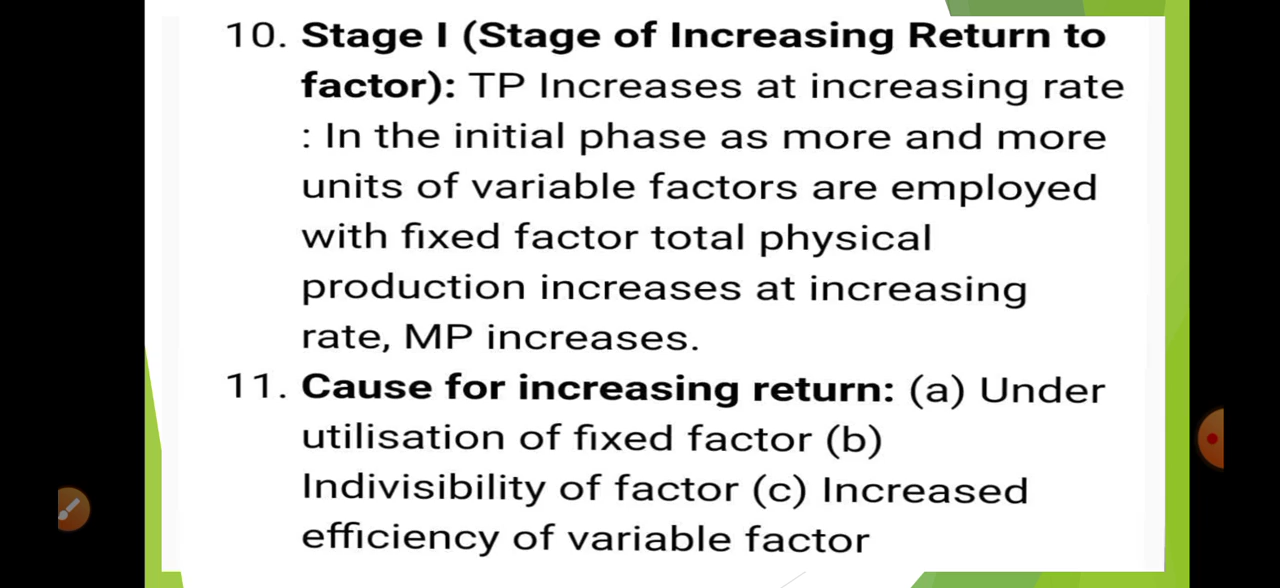 10. Stage I (Stage of Increasing Return to
factor): TP Increases at increasing rate
: In the initial phase as more and more
units of variable factors are employed
with fixed factor total physical
production increases at increasing
rate, MP increases.
11. Cause for increasing return: (a) Under
utilisation of fixed factor (b)
Indivisibility of factor (c) Increased
efficiency of variable factor